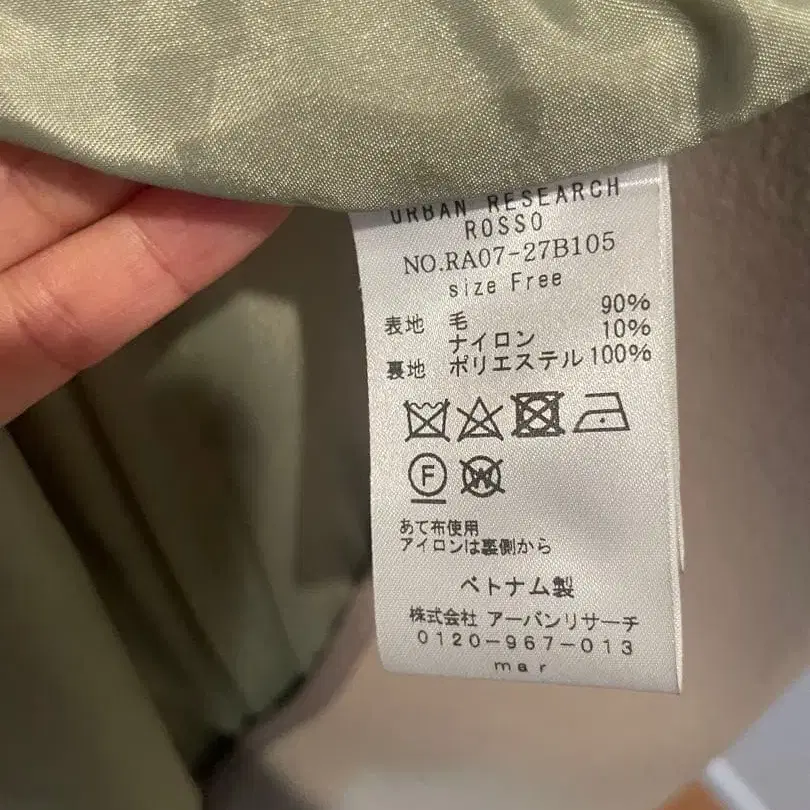 URBAN RESEARCH
ROSSO
NO.RA07-27B105
size Free
表地 毛 90%
ナイロン 10%
裏地 ポリエステル 100%
F W
あて布使用
アイロンは裏側から
ベトナム製
株式会社 アーバンリサーチ
0120-967-013
mar